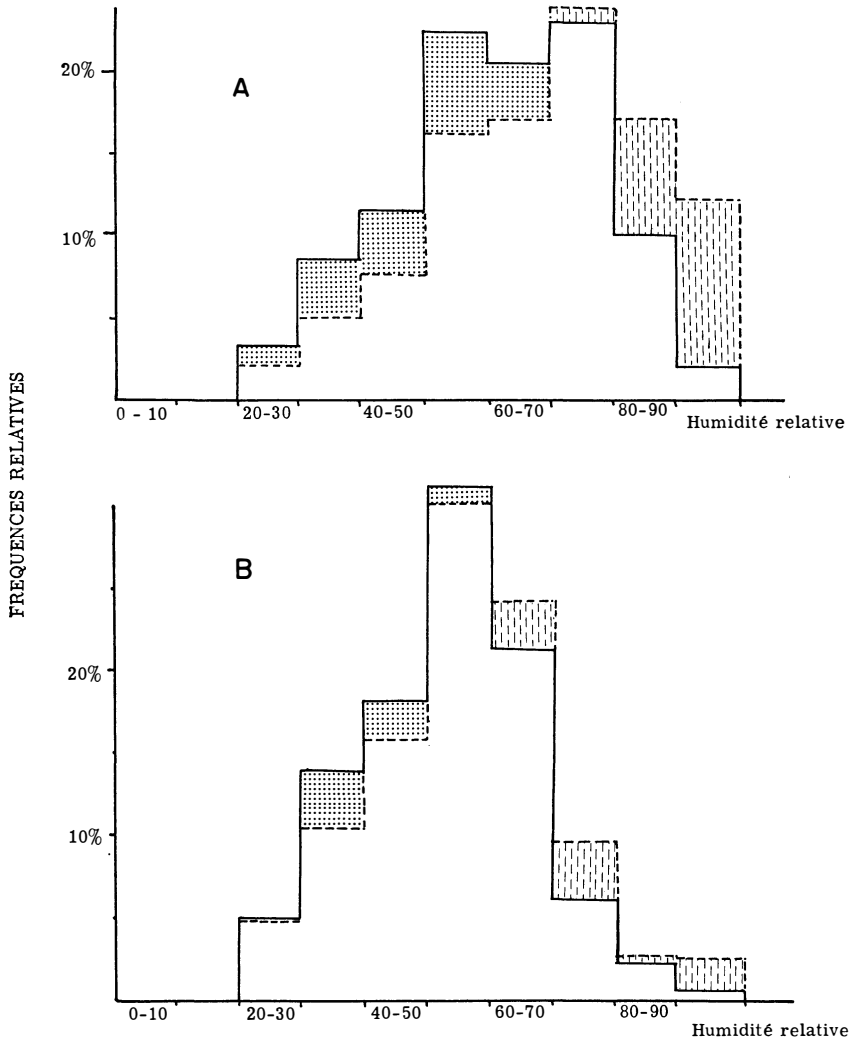 FREQUENCES RELATIVES
A
20%
10%
0 - 10 20-30 40-50 60-70 80-90
Humidité relative
B
20%
10%
0-10 20-30 40-50 60-70 80-90
Humidité relative